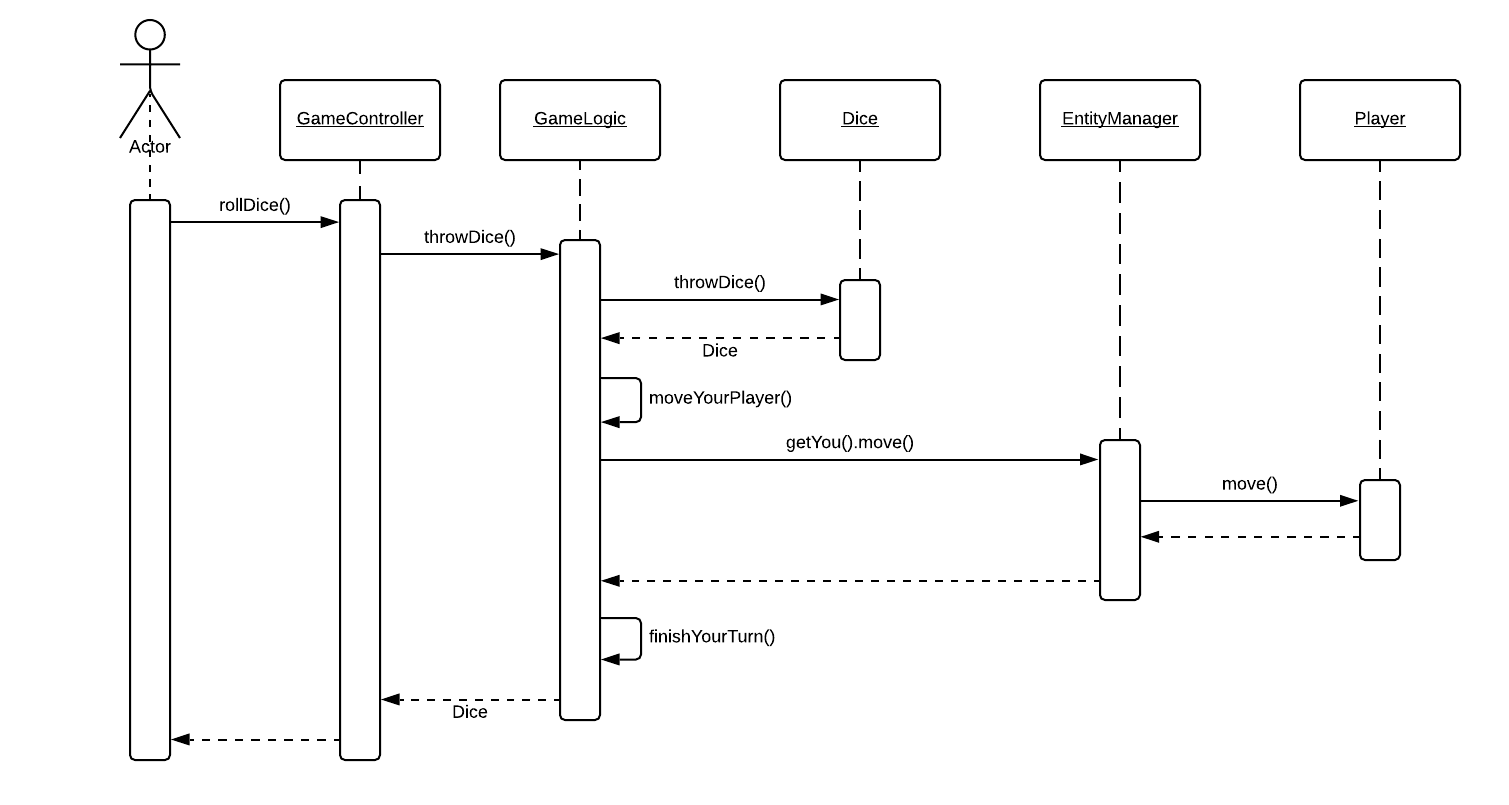 Actor
GameController
GameLogic
Dice
EntityManager
Player
rollDice()
throwDice()
throwDice()
Dice
moveYourPlayer()
getYou().move()
move()
finishYourTurn()
Dice